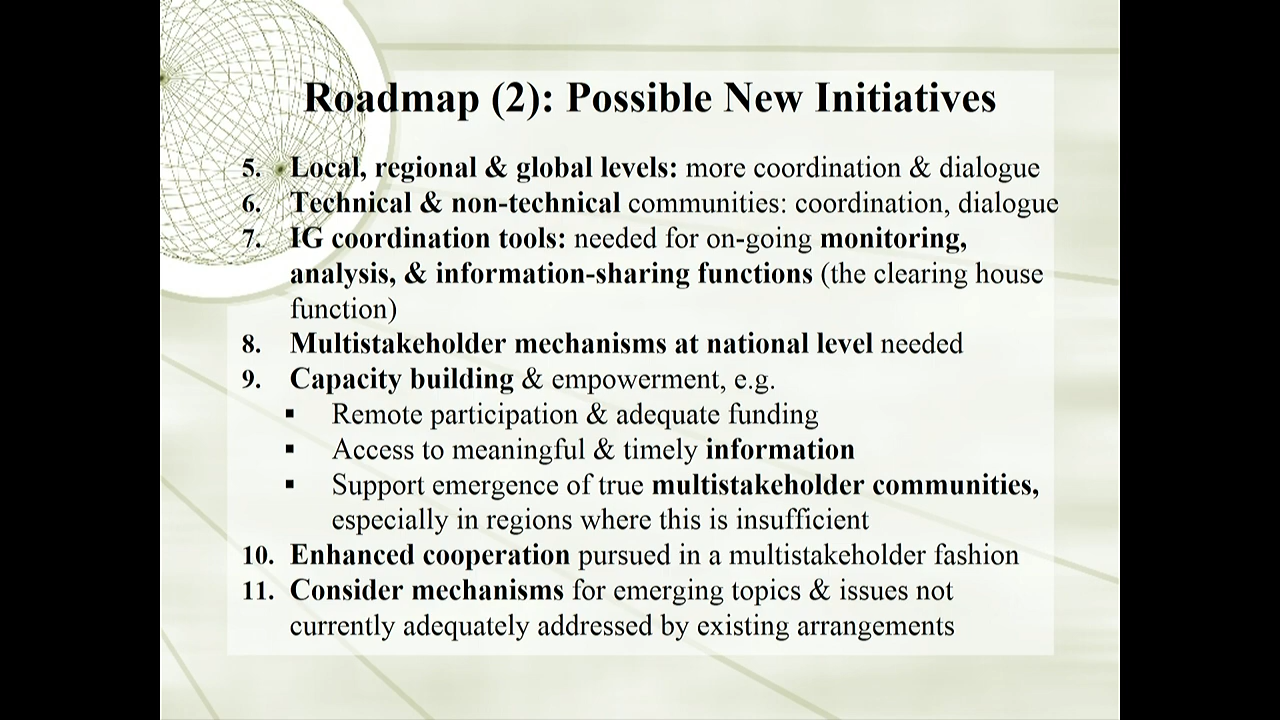 Roadmap (2): Possible New Initiatives
5. Local, regional & global levels: more coordination & dialogue
6. Technical & non-technical communities: coordination, dialogue
7. IG coordination tools: needed for on-going monitoring,
analysis, & information-sharing functions (the clearing house
function)
8. Multistakeholder mechanisms at national level needed
9. Capacity building & empowerment, e.g.
▪ Remote participation & adequate funding
▪ Access to meaningful & timely information
▪ Support emergence of true multistakeholder communities,
especially in regions where this is insufficient
10. Enhanced cooperation pursued in a multistakeholder fashion
11. Consider mechanisms for emerging topics & issues not
currently adequately addressed by existing arrangements